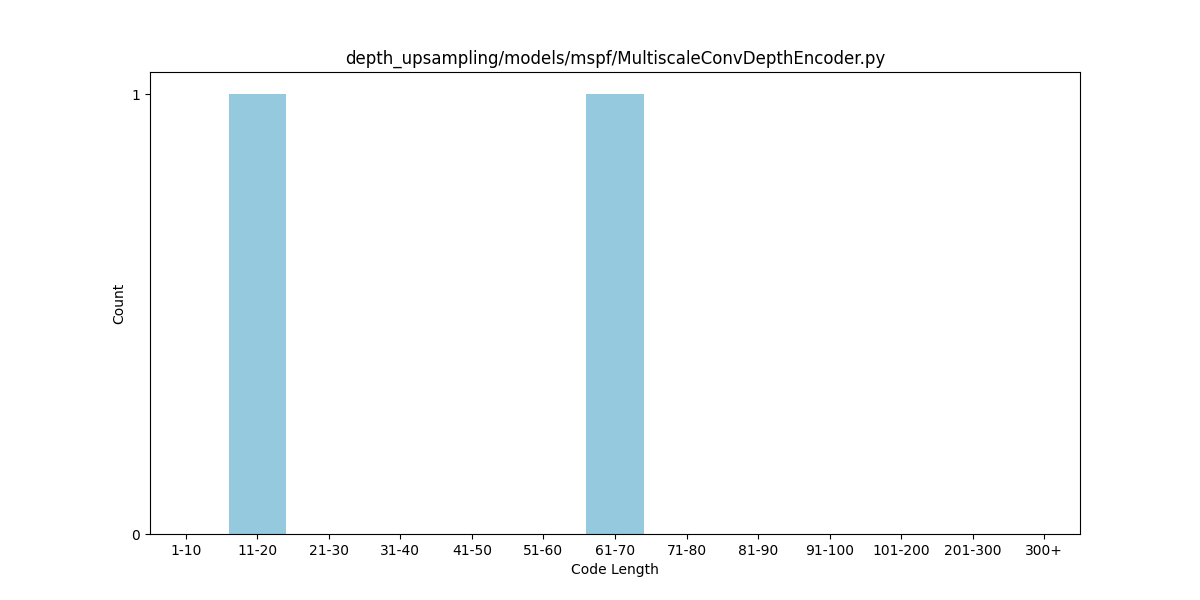 depth_upsampling/models/mspf/MultiscaleConvDepthEncoder.py
1
Count
0
1-10 11-20 21-30 31-40 41-50 51-60 61-70 71-80 81-90 91-100 101-200 201-300 300+
Code Length